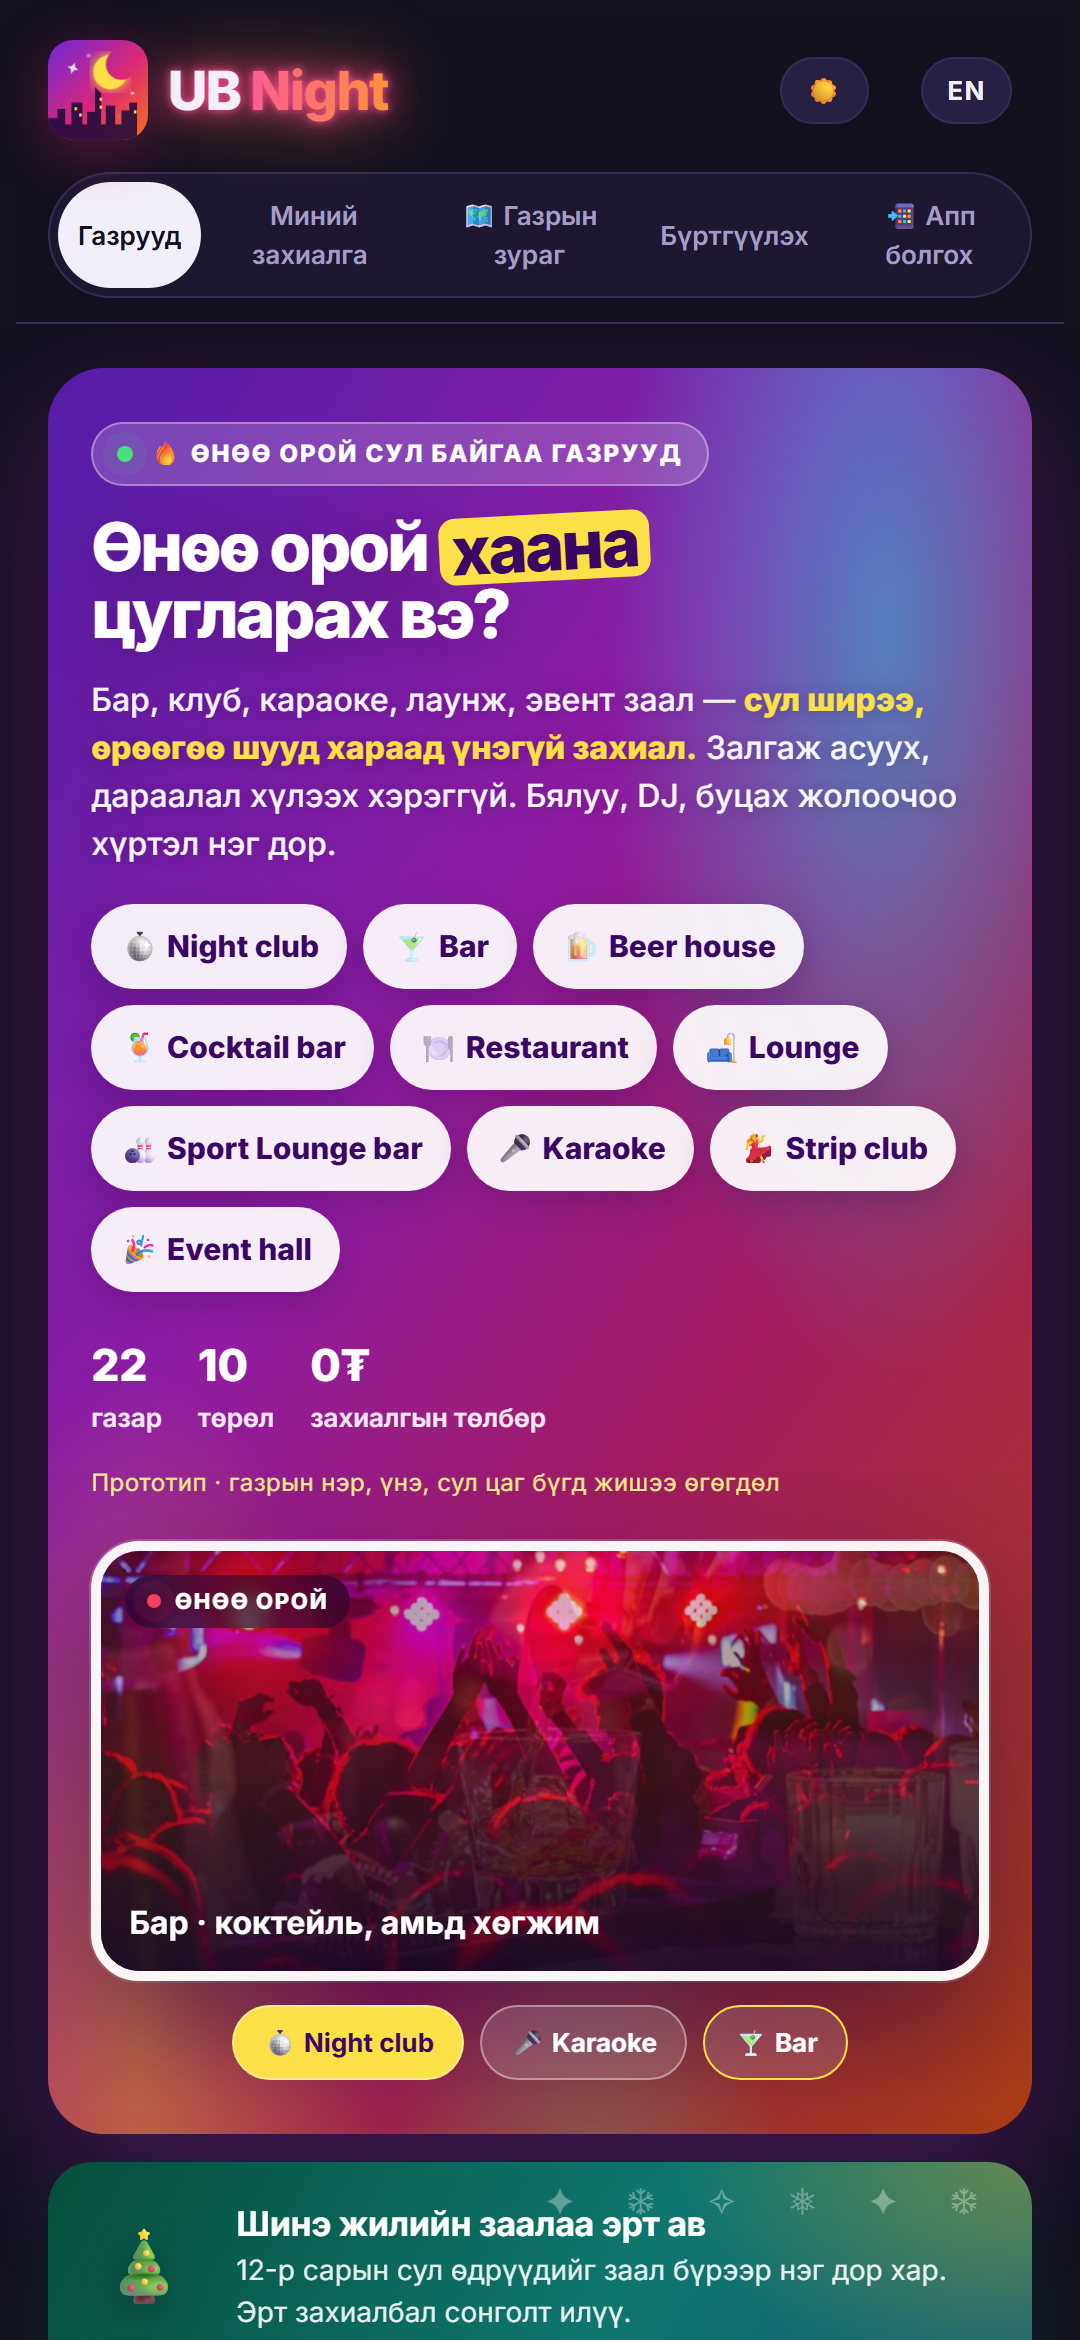 UB Night
EN
Газрууд
Миний
захиалга
Газрын
зураг
Бүртгүүлэх
Апп
болгох
ӨНӨӨ ОРОЙ СУЛ БАЙГАА ГАЗРУУД
Өнөө орой хаана
цугларах вэ?
Бар, клуб, караоке, лаунж, эвент заал — сул ширээ,
өрөөгөө шууд хараад үнэгүй захиал. Залгаж асуух,
дараалал хүлээх хэрэггүй. Бялуу, DJ, буцах жолоочоо
хүртэл нэг дор.
Night club
Bar
Beer house
Cocktail bar
Restaurant
Lounge
Sport Lounge bar
Karaoke
Strip club
Event hall
22 10 0₮
газар төрөл захиалгын төлбөр
Прототип · газрын нэр, үнэ, сул цаг бүгд жишээ өгөгдөл
ӨНӨӨ ОРОЙ
Бар · коктейль, амьд хөгжим
Night club
Karaoke
Bar
Шинэ жилийн заалаа эрт ав
12-р сарын сул өдрүүдийг заал бүрээр нэг дор хар.
Эрт захиалбал сонголт илүү.